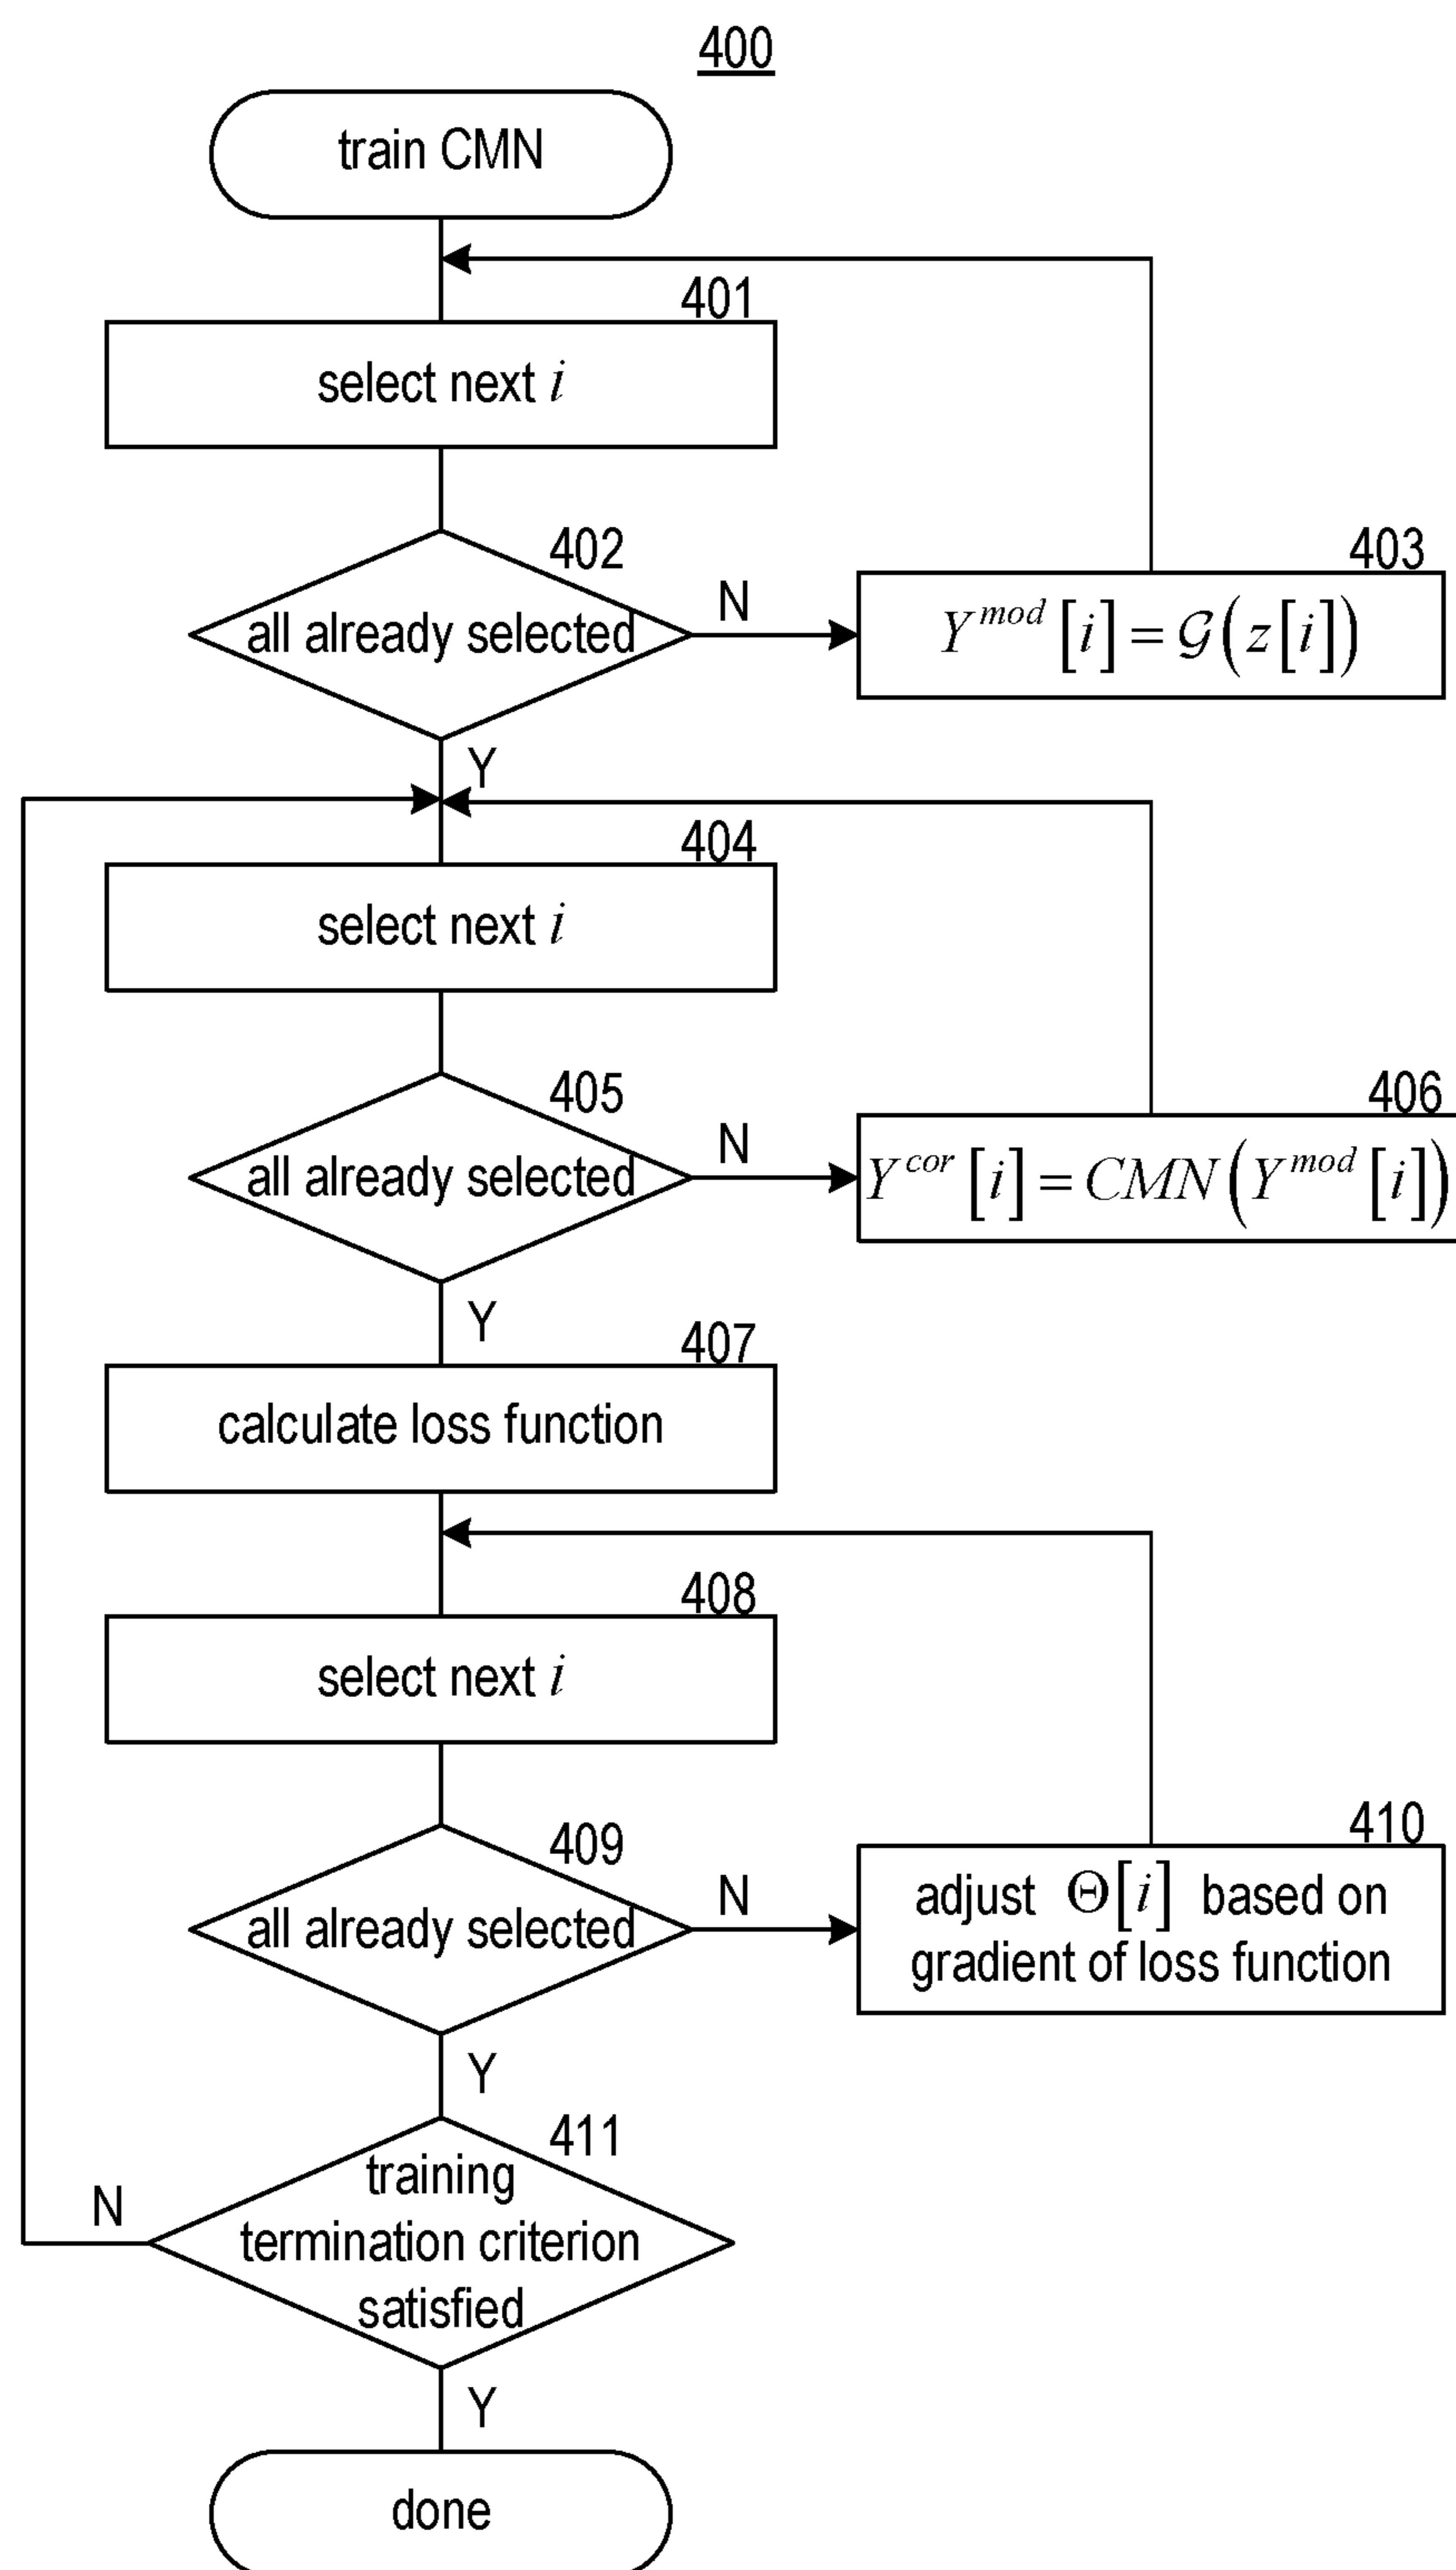 400
train CMN
401
select next i
402
all already selected
N
403
Y^{mod}[i] = \mathcal{G}(z[i])
Y
404
select next i
405
all already selected
N
406
Y^{cor}[i] = CMN(Y^{mod}[i])
Y
407
calculate loss function
408
select next i
409
all already selected
N
410
adjust Θ[i] based on
gradient of loss function
Y
411
training
termination criterion
satisfied
N
Y
done